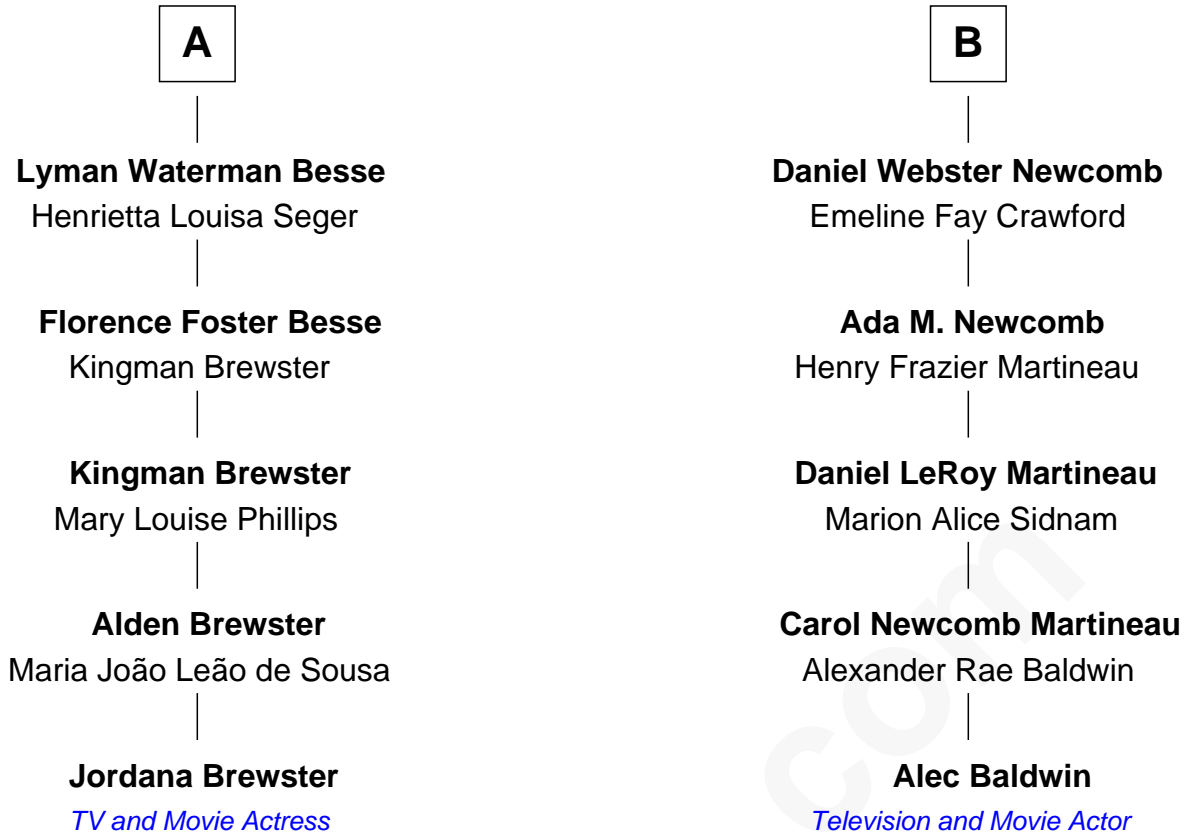 A
Lyman Waterman Besse
Henrietta Louisa Seger
Florence Foster Besse
Kingman Brewster
Kingman Brewster
Mary Louise Phillips
Alden Brewster
Maria João Leão de Sousa
Jordana Brewster
TV and Movie Actress
B
Daniel Webster Newcomb
Emeline Fay Crawford
Ada M. Newcomb
Henry Frazier Martineau
Daniel LeRoy Martineau
Marion Alice Sidnam
Carol Newcomb Martineau
Alexander Rae Baldwin
Alec Baldwin
Television and Movie Actor
com